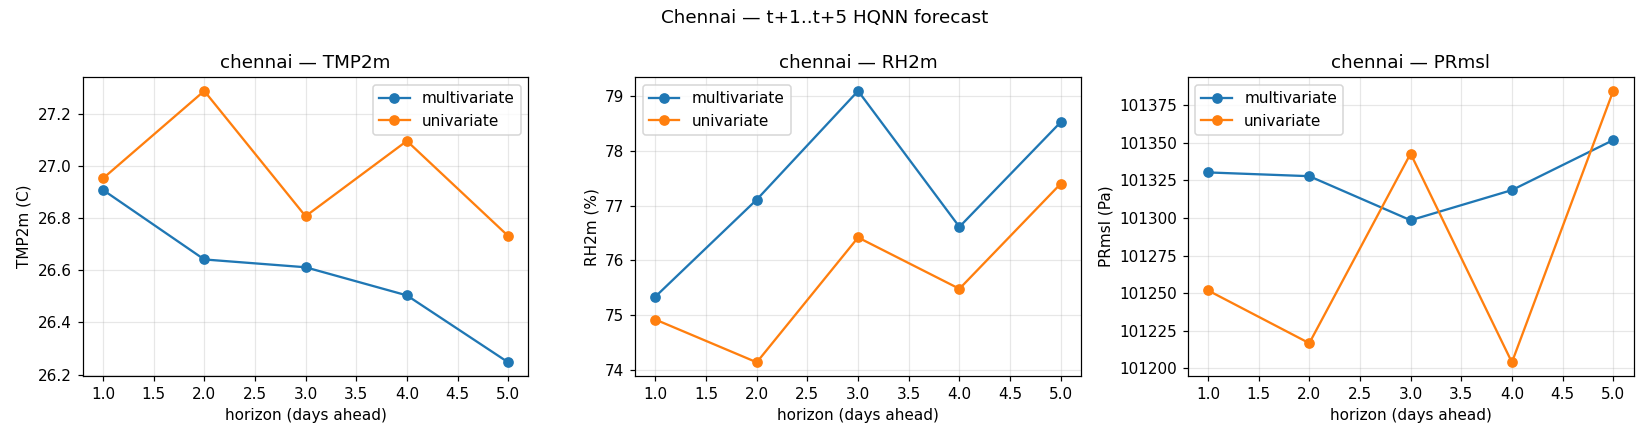 Chennai — t+1..t+5 HQNN forecast
chennai — TMP2m
multivariate
univariate
TMP2m (C)
27.2
27.0
26.8
26.6
26.4
26.2
1.0 1.5 2.0 2.5 3.0 3.5 4.0 4.5 5.0
horizon (days ahead)
chennai — RH2m
multivariate
univariate
RH2m (%)
79
78
77
76
75
74
1.0 1.5 2.0 2.5 3.0 3.5 4.0 4.5 5.0
horizon (days ahead)
chennai — PRmsl
multivariate
univariate
PRmsl (Pa)
101375
101350
101325
101300
101275
101250
101225
101200
1.0 1.5 2.0 2.5 3.0 3.5 4.0 4.5 5.0
horizon (days ahead)